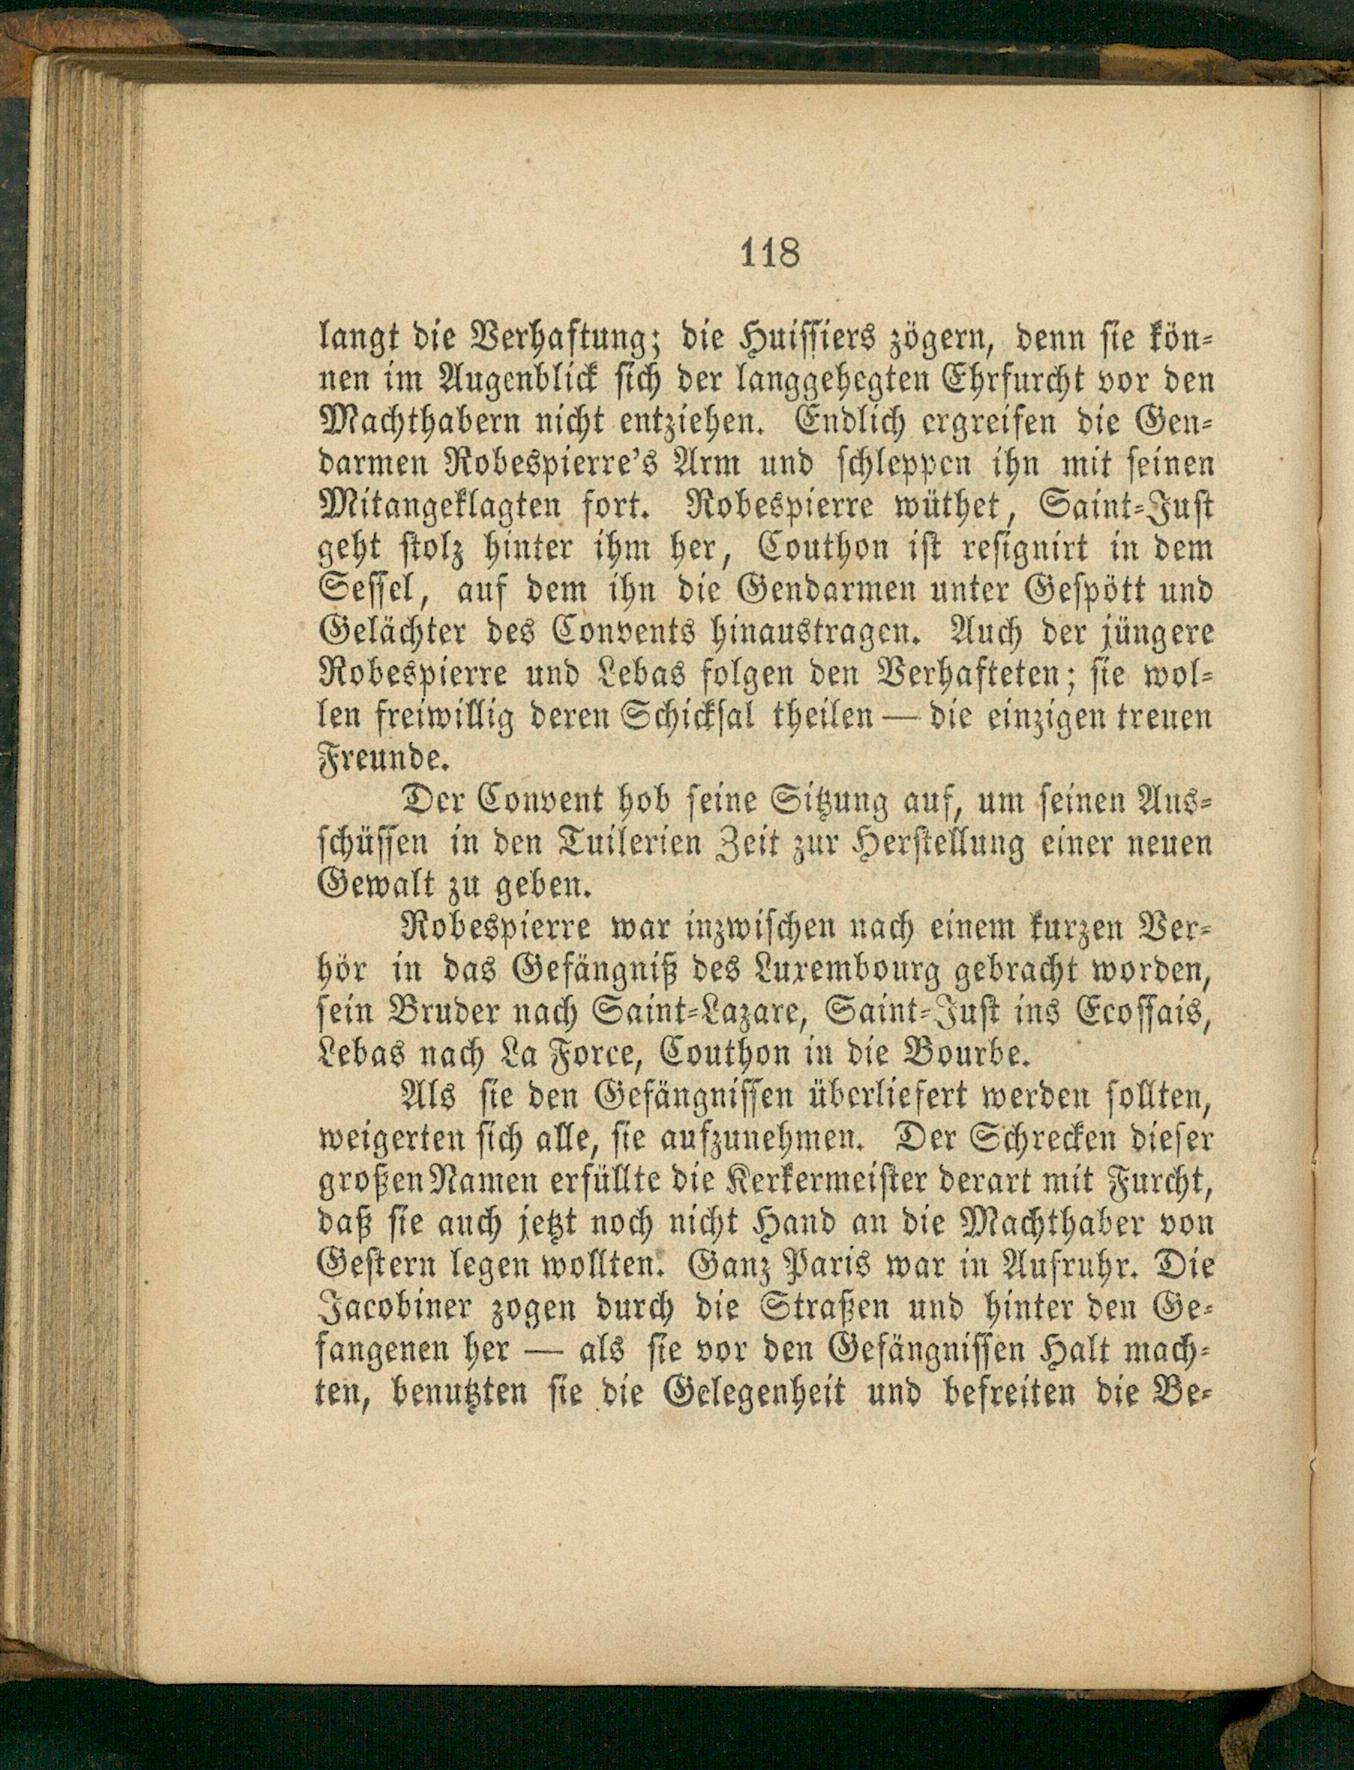 118
langt die Verhaftung; die Huissiers zögern, denn sie kön-
nen im Augenblick sich der langgehegten Ehrfurcht vor den
Machthabern nicht entziehen. Endlich ergreifen die Gen-
darmen Robespierre's Arm und schleppen ihn mit seinen
Mitangeklagten fort. Robespierre wüthet, Saint-Just
geht stolz hinter ihm her, Couthon ist resignirt in dem
Sessel, auf dem ihn die Gendarmen unter Gespött und
Gelächter des Convents hinaustragen. Auch der jüngere
Robespierre und Lebas folgen den Verhafteten; sie wol-
len freiwillig deren Schicksal theilen — die einzigen treuen
Freunde.
Der Convent hob seine Sitzung auf, um seinen Aus-
schüssen in den Tuilerien Zeit zur Herstellung einer neuen
Gewalt zu geben.
Robespierre war inzwischen nach einem kurzen Ver-
hör in das Gefängniß des Luxembourg gebracht worden,
sein Bruder nach Saint-Lazare, Saint-Just ins Ecossais,
Lebas nach La Force, Couthon in die Bourbe.
Als sie den Gefängnissen überliefert werden sollten,
weigerten sich alle, sie aufzunehmen. Der Schrecken dieser
großen Namen erfüllte die Kerkermeister derart mit Furcht,
daß sie auch jetzt noch nicht Hand an die Machthaber von
Gestern legen wollten. Ganz Paris war in Aufruhr. Die
Jacobiner zogen durch die Straßen und hinter den Ge-
fangenen her — als sie vor den Gefängnissen Halt mach-
ten, benutzten sie die Gelegenheit und befreiten die Be-